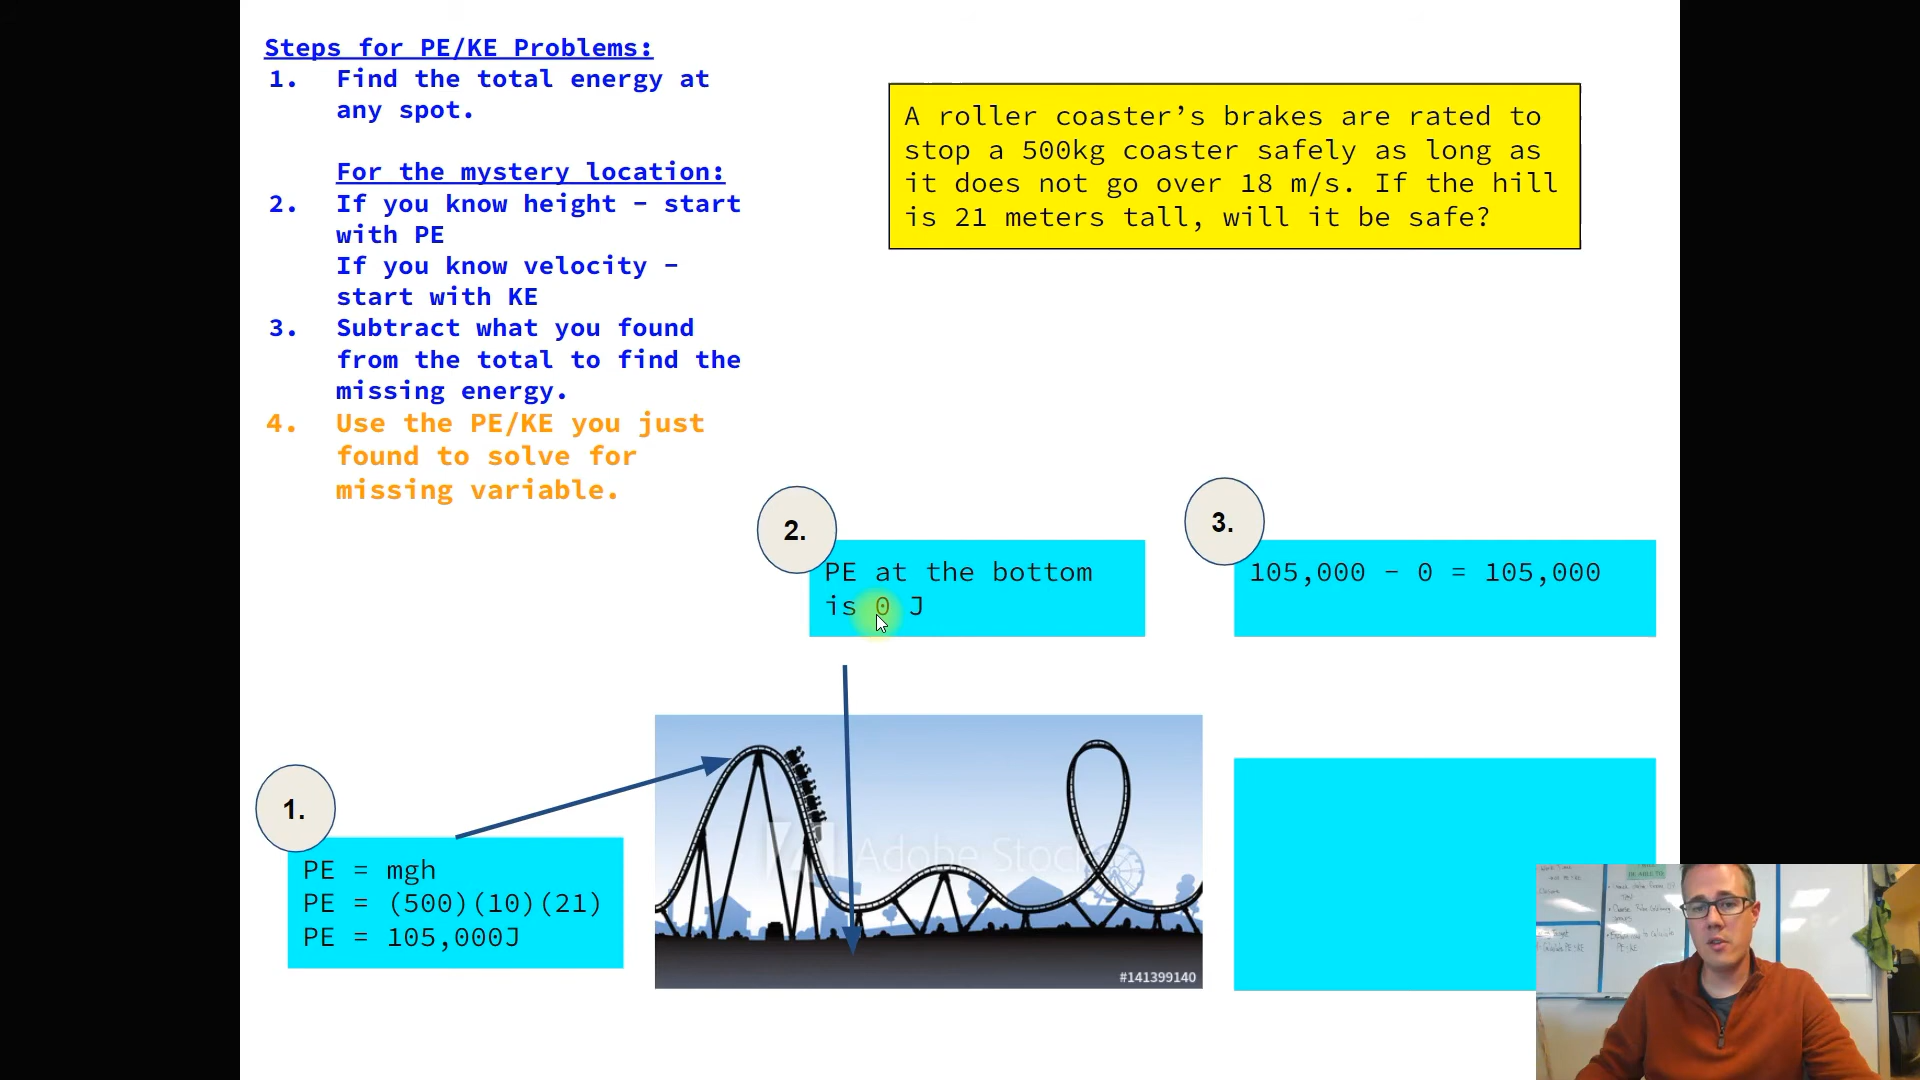 Steps for PE/KE Problems:
1. Find the total energy at
any spot.
For the mystery location:
2. If you know height - start
with PE
If you know velocity -
start with KE
3. Subtract what you found
from the total to find the
missing energy.
4. Use the PE/KE you just
found to solve for
missing variable.
A roller coaster’s brakes are rated to
stop a 500kg coaster safely as long as
it does not go over 18 m/s. If the hill
is 21 meters tall, will it be safe?
2.
PE at the bottom
is 0 J
3.
105,000 - 0 = 105,000
1.
PE = mgh
PE = (500)(10)(21)
PE = 105,000J
Adobe Stock
#141399140